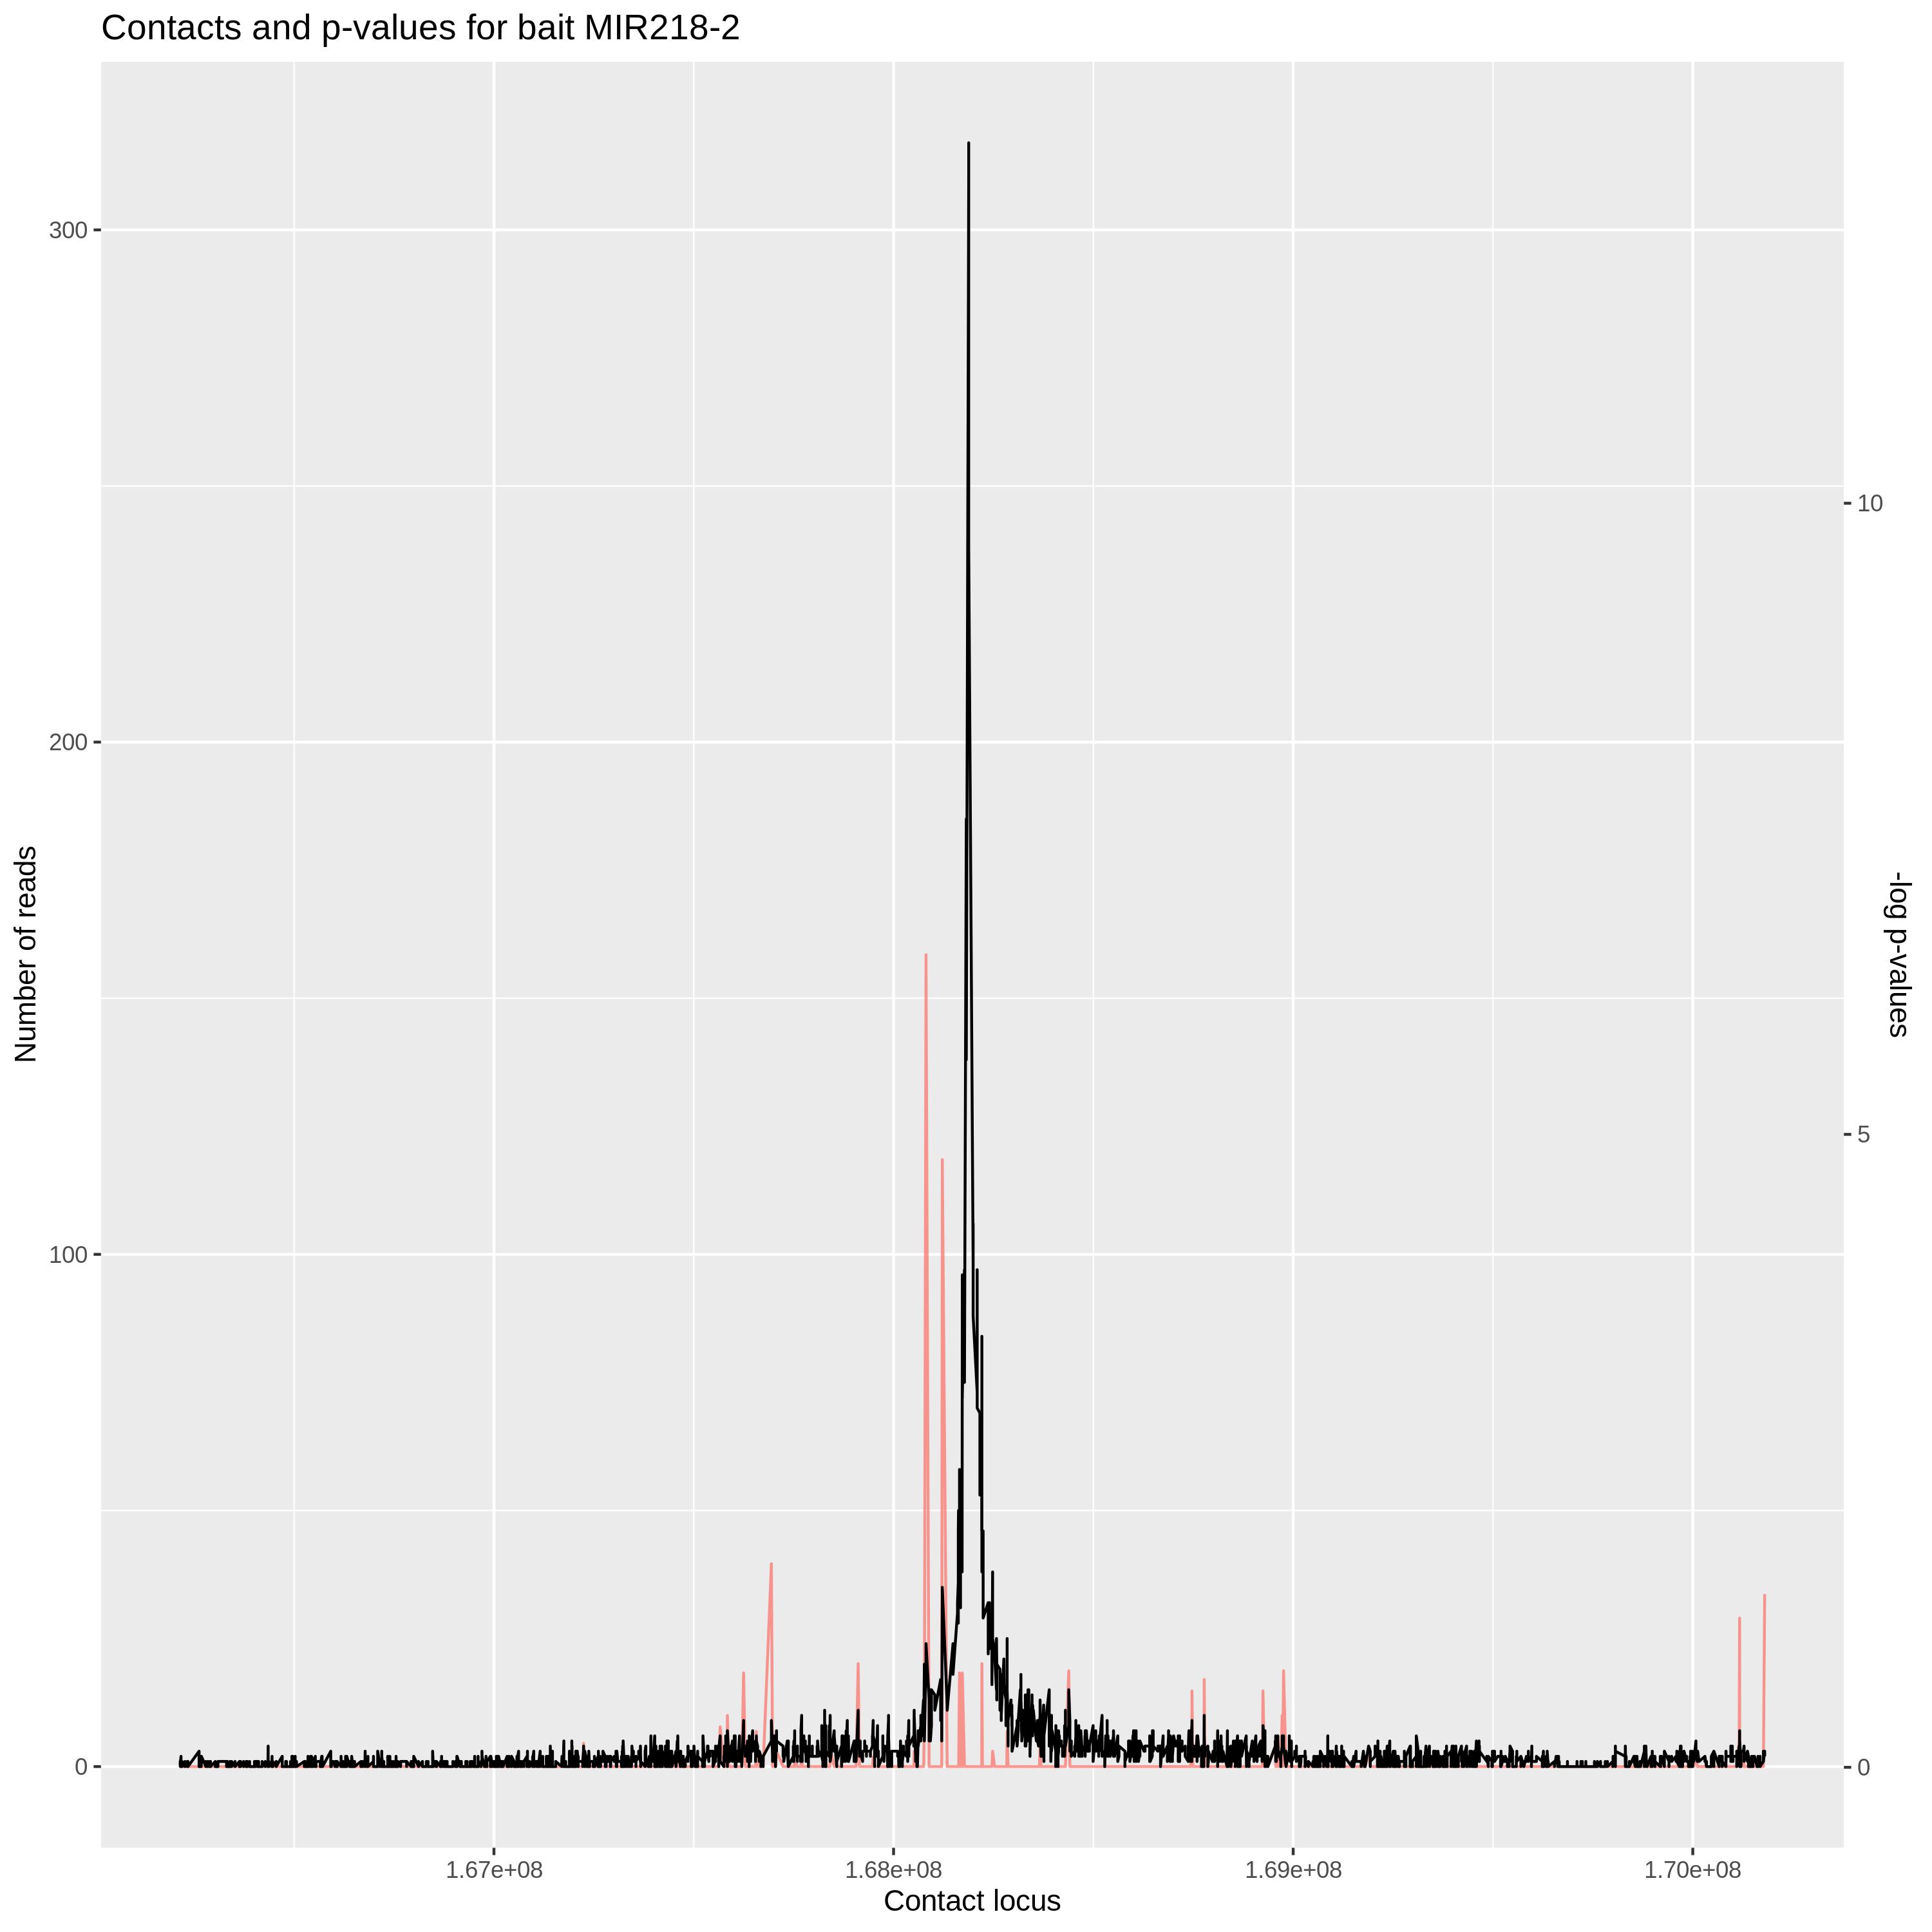 Contacts and p-values for bait MIR218-2
Number of reads
300
200
100
0
10
5
0
-log p-values
1.67e+08
1.68e+08
1.69e+08
1.70e+08
Contact locus